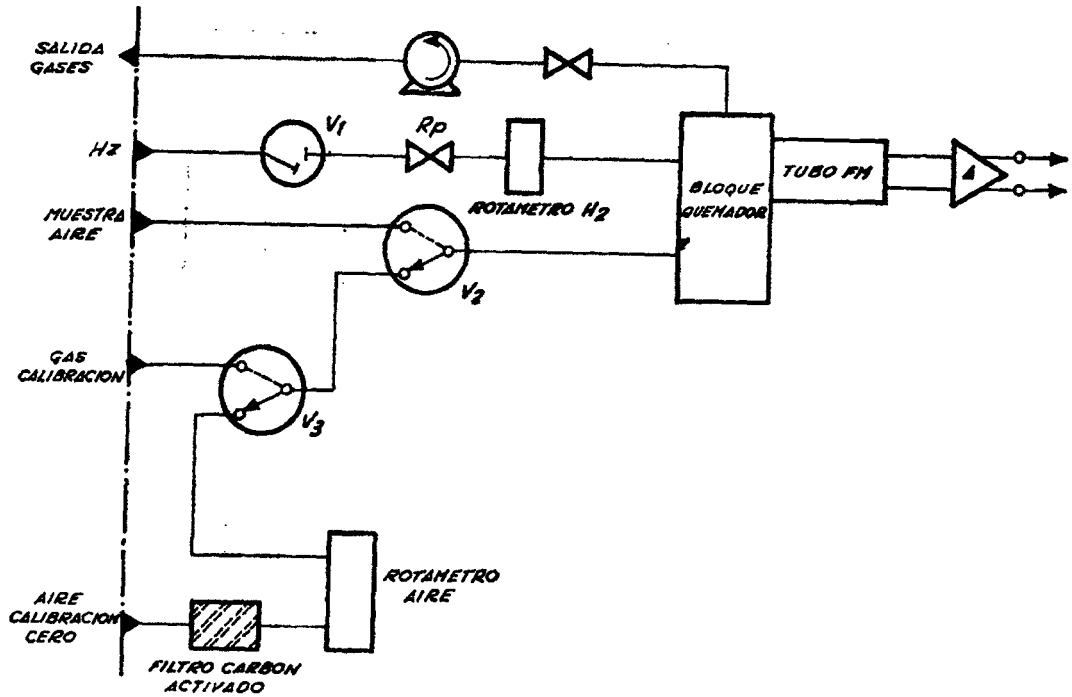 SALIDA
GASES
V1
Rp
HZ
ROTAMETRO H2
BLOQUE
QUEMADOR
TUBO FM
A
MUESTRA
AIRE
V2
GAS
CALIBRACION
V3
ROTAMETRO
AIRE
AIRE
CALIBRACION
CERO
FILTRO CARBON
ACTIVADO